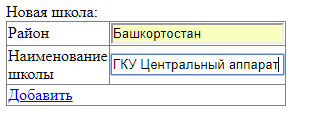 Новая школа:
Район Башкортостан
Наименование
школы ГКУ Центральный аппарат
Добавить